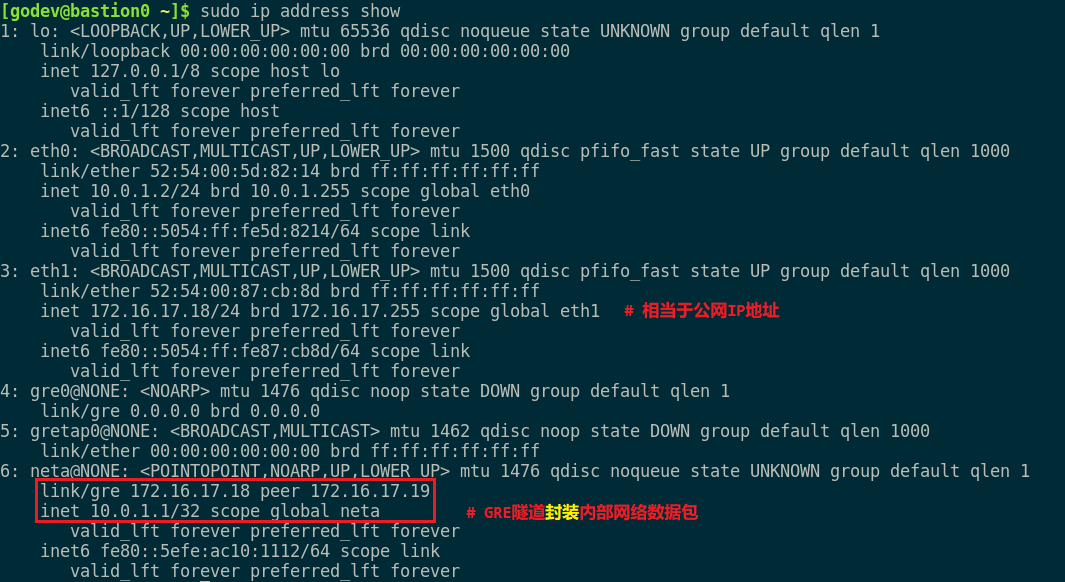 [godev@bastion0 ~]$ sudo ip address show
1: lo: <LOOPBACK,UP,LOWER_UP> mtu 65536 qdisc noqueue state UNKNOWN group default qlen 1
    link/loopback 00:00:00:00:00:00 brd 00:00:00:00:00:00
    inet 127.0.0.1/8 scope host lo
       valid_lft forever preferred_lft forever
    inet6 ::1/128 scope host
       valid_lft forever preferred_lft forever
2: eth0: <BROADCAST,MULTICAST,UP,LOWER_UP> mtu 1500 qdisc pfifo_fast state UP group default qlen 1000
    link/ether 52:54:00:5d:82:14 brd ff:ff:ff:ff:ff:ff
    inet 10.0.1.2/24 brd 10.0.1.255 scope global eth0
       valid_lft forever preferred_lft forever
    inet6 fe80::5054:ff:fe5d:8214/64 scope link
       valid_lft forever preferred_lft forever
3: eth1: <BROADCAST,MULTICAST,UP,LOWER_UP> mtu 1500 qdisc pfifo_fast state UP group default qlen 1000
    link/ether 52:54:00:87:cb:8d brd ff:ff:ff:ff:ff:ff
    inet 172.16.17.18/24 brd 172.16.17.255 scope global eth1 # 相当于公网IP地址
       valid_lft forever preferred_lft forever
    inet6 fe80::5054:ff:fe87:cb8d/64 scope link
       valid_lft forever preferred_lft forever
4: gre0@NONE: <NOARP> mtu 1476 qdisc noop state DOWN group default qlen 1
    link/gre 0.0.0.0 brd 0.0.0.0
5: gretap0@NONE: <BROADCAST,MULTICAST> mtu 1462 qdisc noop state DOWN group default qlen 1000
    link/ether 00:00:00:00:00:00 brd ff:ff:ff:ff:ff:ff
6: neta@NONE: <POINTOPOINT,NOARP,UP,LOWER_UP> mtu 1476 qdisc noqueue state UNKNOWN group default qlen 1
    link/gre 172.16.17.18 peer 172.16.17.19
    inet 10.0.1.1/32 scope global neta # GRE隧道封装内部网络数据包
       valid_lft forever preferred_lft forever
    inet6 fe80::5efe:ac10:1112/64 scope link
       valid_lft forever preferred_lft forever